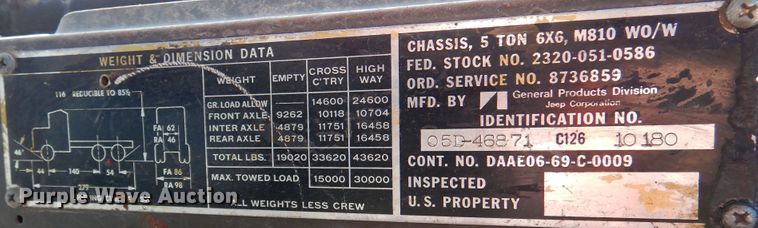 WEIGHT & DIMENSION DATA
116 REDUCIBLE TO 85½
FA 62
RA 46
44 140 54
279
FA 86
RA 98
WEIGHT EMPTY CROSS C'TRY HIGH WAY
GR. LOAD ALLOW — 14600 24600
FRONT AXLE 9262 10118 10704
INTER AXLE 4879 11751 16458
REAR AXLE 4879 11751 16458
TOTAL LBS. 19020 33620 43620
MAX. TOWED LOAD 15000 30000
ALL WEIGHTS LESS CREW
CHASSIS, 5 TON 6X6, M810 WO/W
FED. STOCK NO. 2320-051-0586
ORD. SERVICE NO. 8736859
MFD. BY General Products Division
Jeep Corporation
IDENTIFICATION NO.
05D-46871 C126 10180
CONT. NO. DAAE06-69-C-0009
INSPECTED
U.S. PROPERTY
Purple Wave Auction